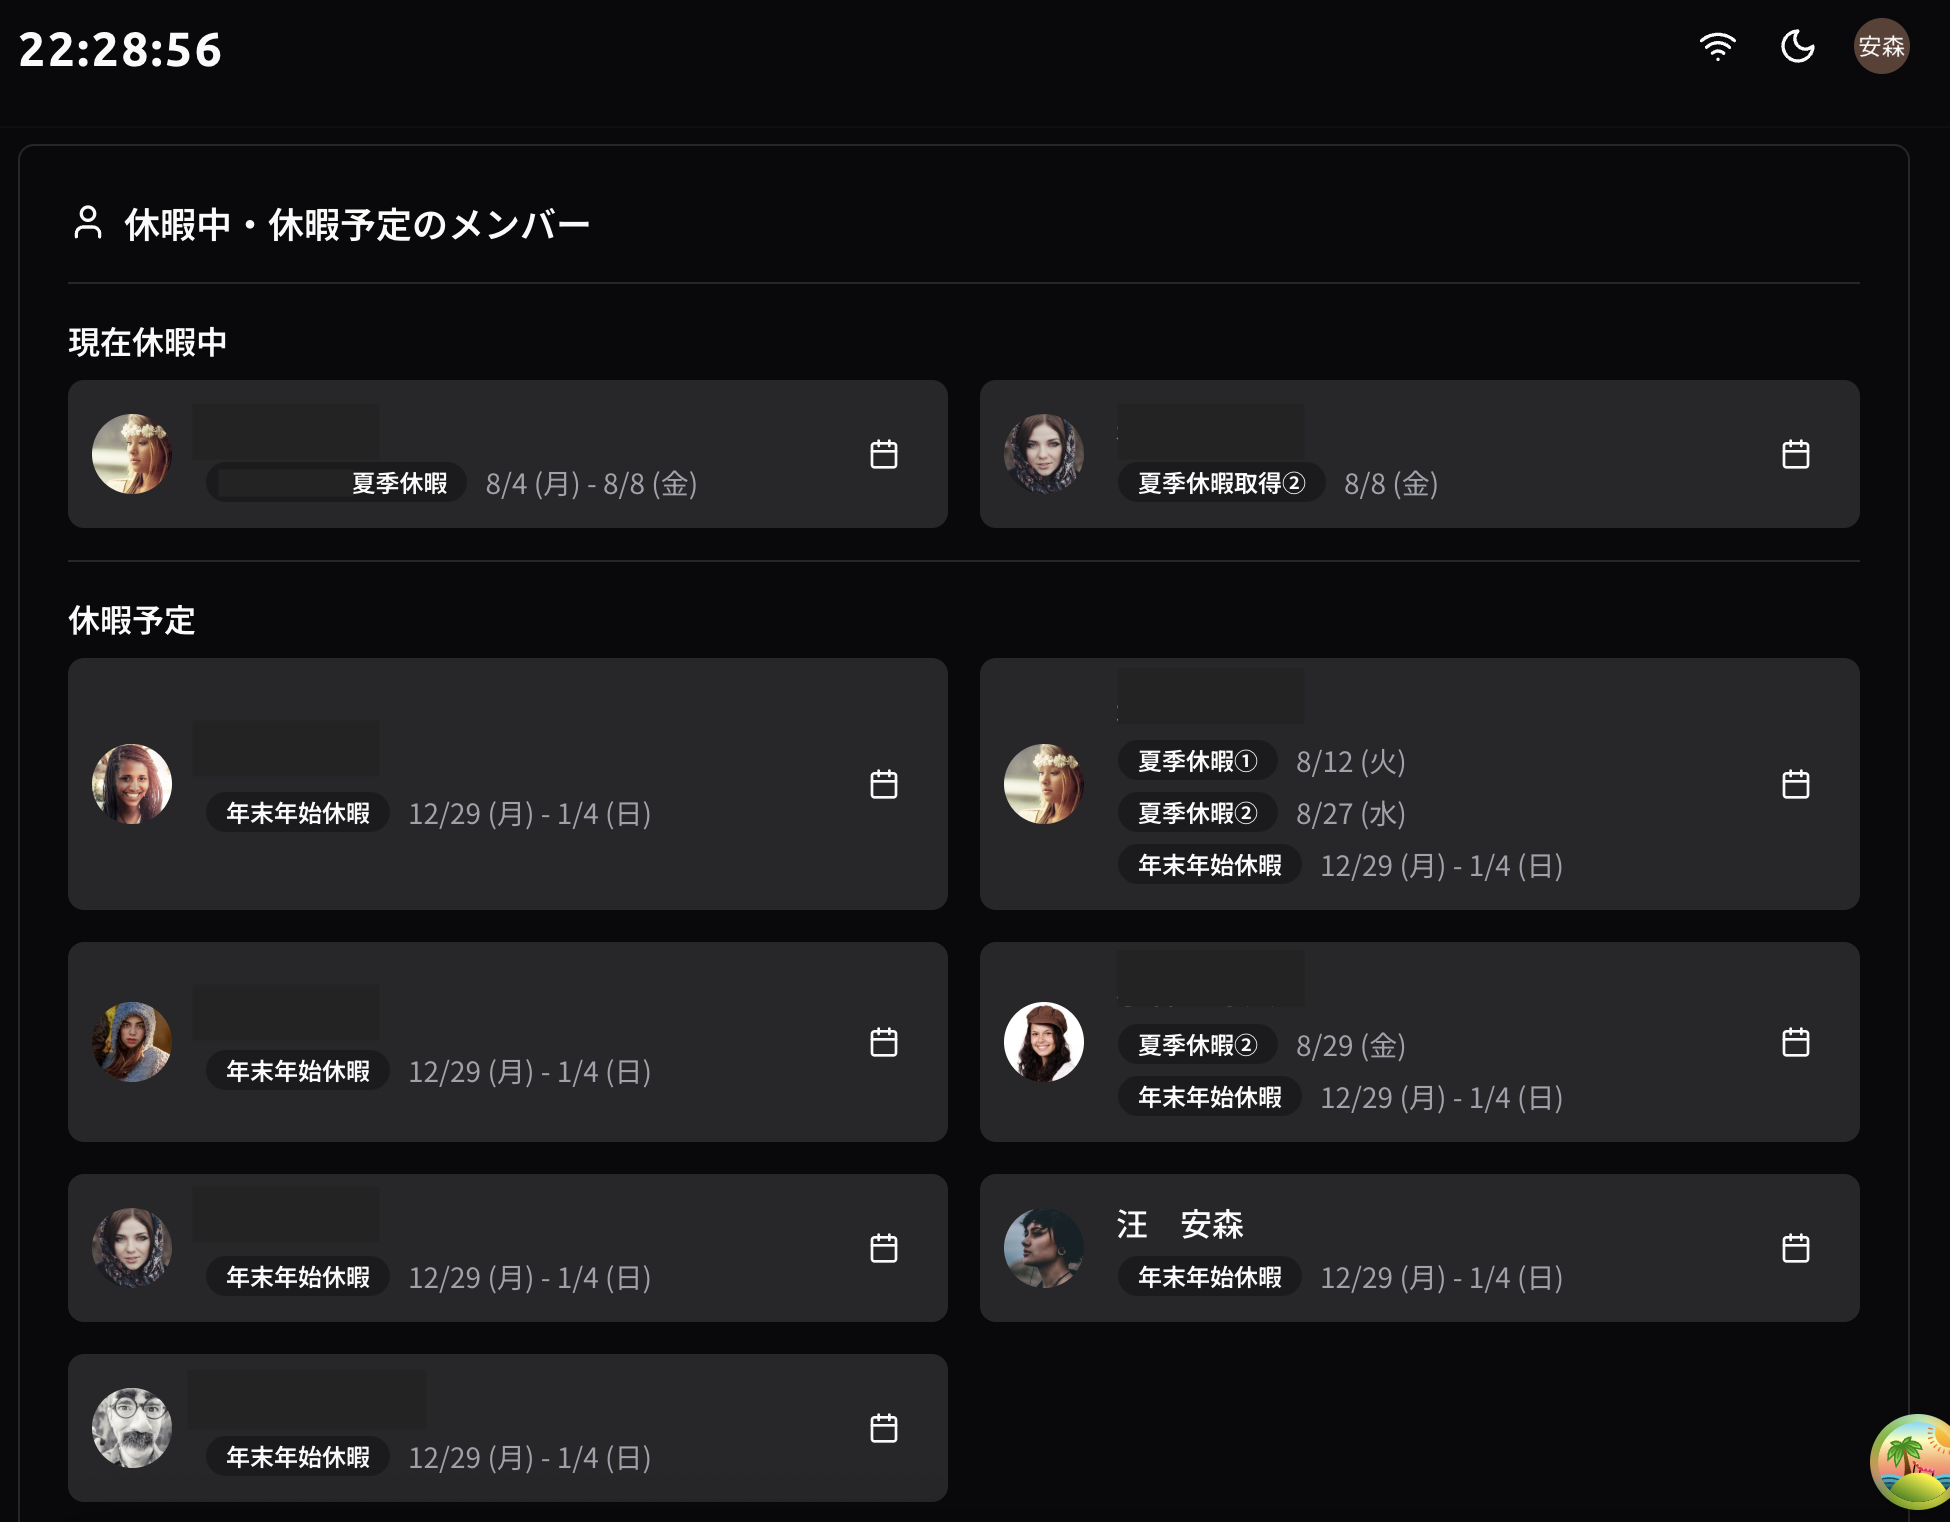 22:28:56
安森
休暇中・休暇予定のメンバー
現在休暇中
夏季休暇 8/4 (月) - 8/8 (金)
夏季休暇取得② 8/8 (金)
休暇予定
年末年始休暇 12/29 (月) - 1/4 (日)
夏季休暇① 8/12 (火)
夏季休暇② 8/27 (水)
年末年始休暇 12/29 (月) - 1/4 (日)
年末年始休暇 12/29 (月) - 1/4 (日)
夏季休暇② 8/29 (金)
年末年始休暇 12/29 (月) - 1/4 (日)
年末年始休暇 12/29 (月) - 1/4 (日)
汪　安森
年末年始休暇 12/29 (月) - 1/4 (日)
年末年始休暇 12/29 (月) - 1/4 (日)